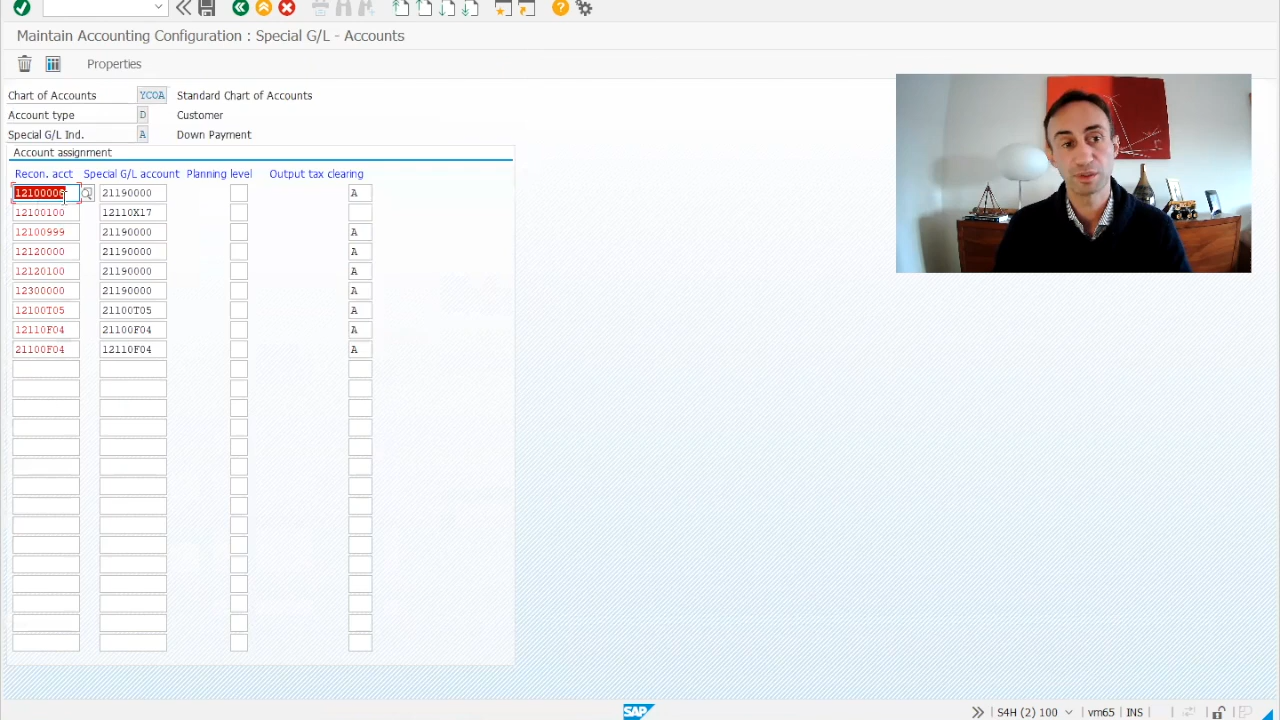 Maintain Accounting Configuration : Special G/L - Accounts
Properties
Chart of Accounts YCOA Standard Chart of Accounts
Account type D Customer
Special G/L Ind. A Down Payment
Account assignment
Recon. acct Special G/L account Planning level Output tax clearing
12100000 21190000 A
12100100 12110X17
12100999 21190000 A
12120000 21190000 A
12120100 21190000 A
12300000 21190000 A
12100T05 21100T05 A
12110F04 21100F04 A
21100F04 12110F04 A
SAP S4H (2) 100 vm65 INS